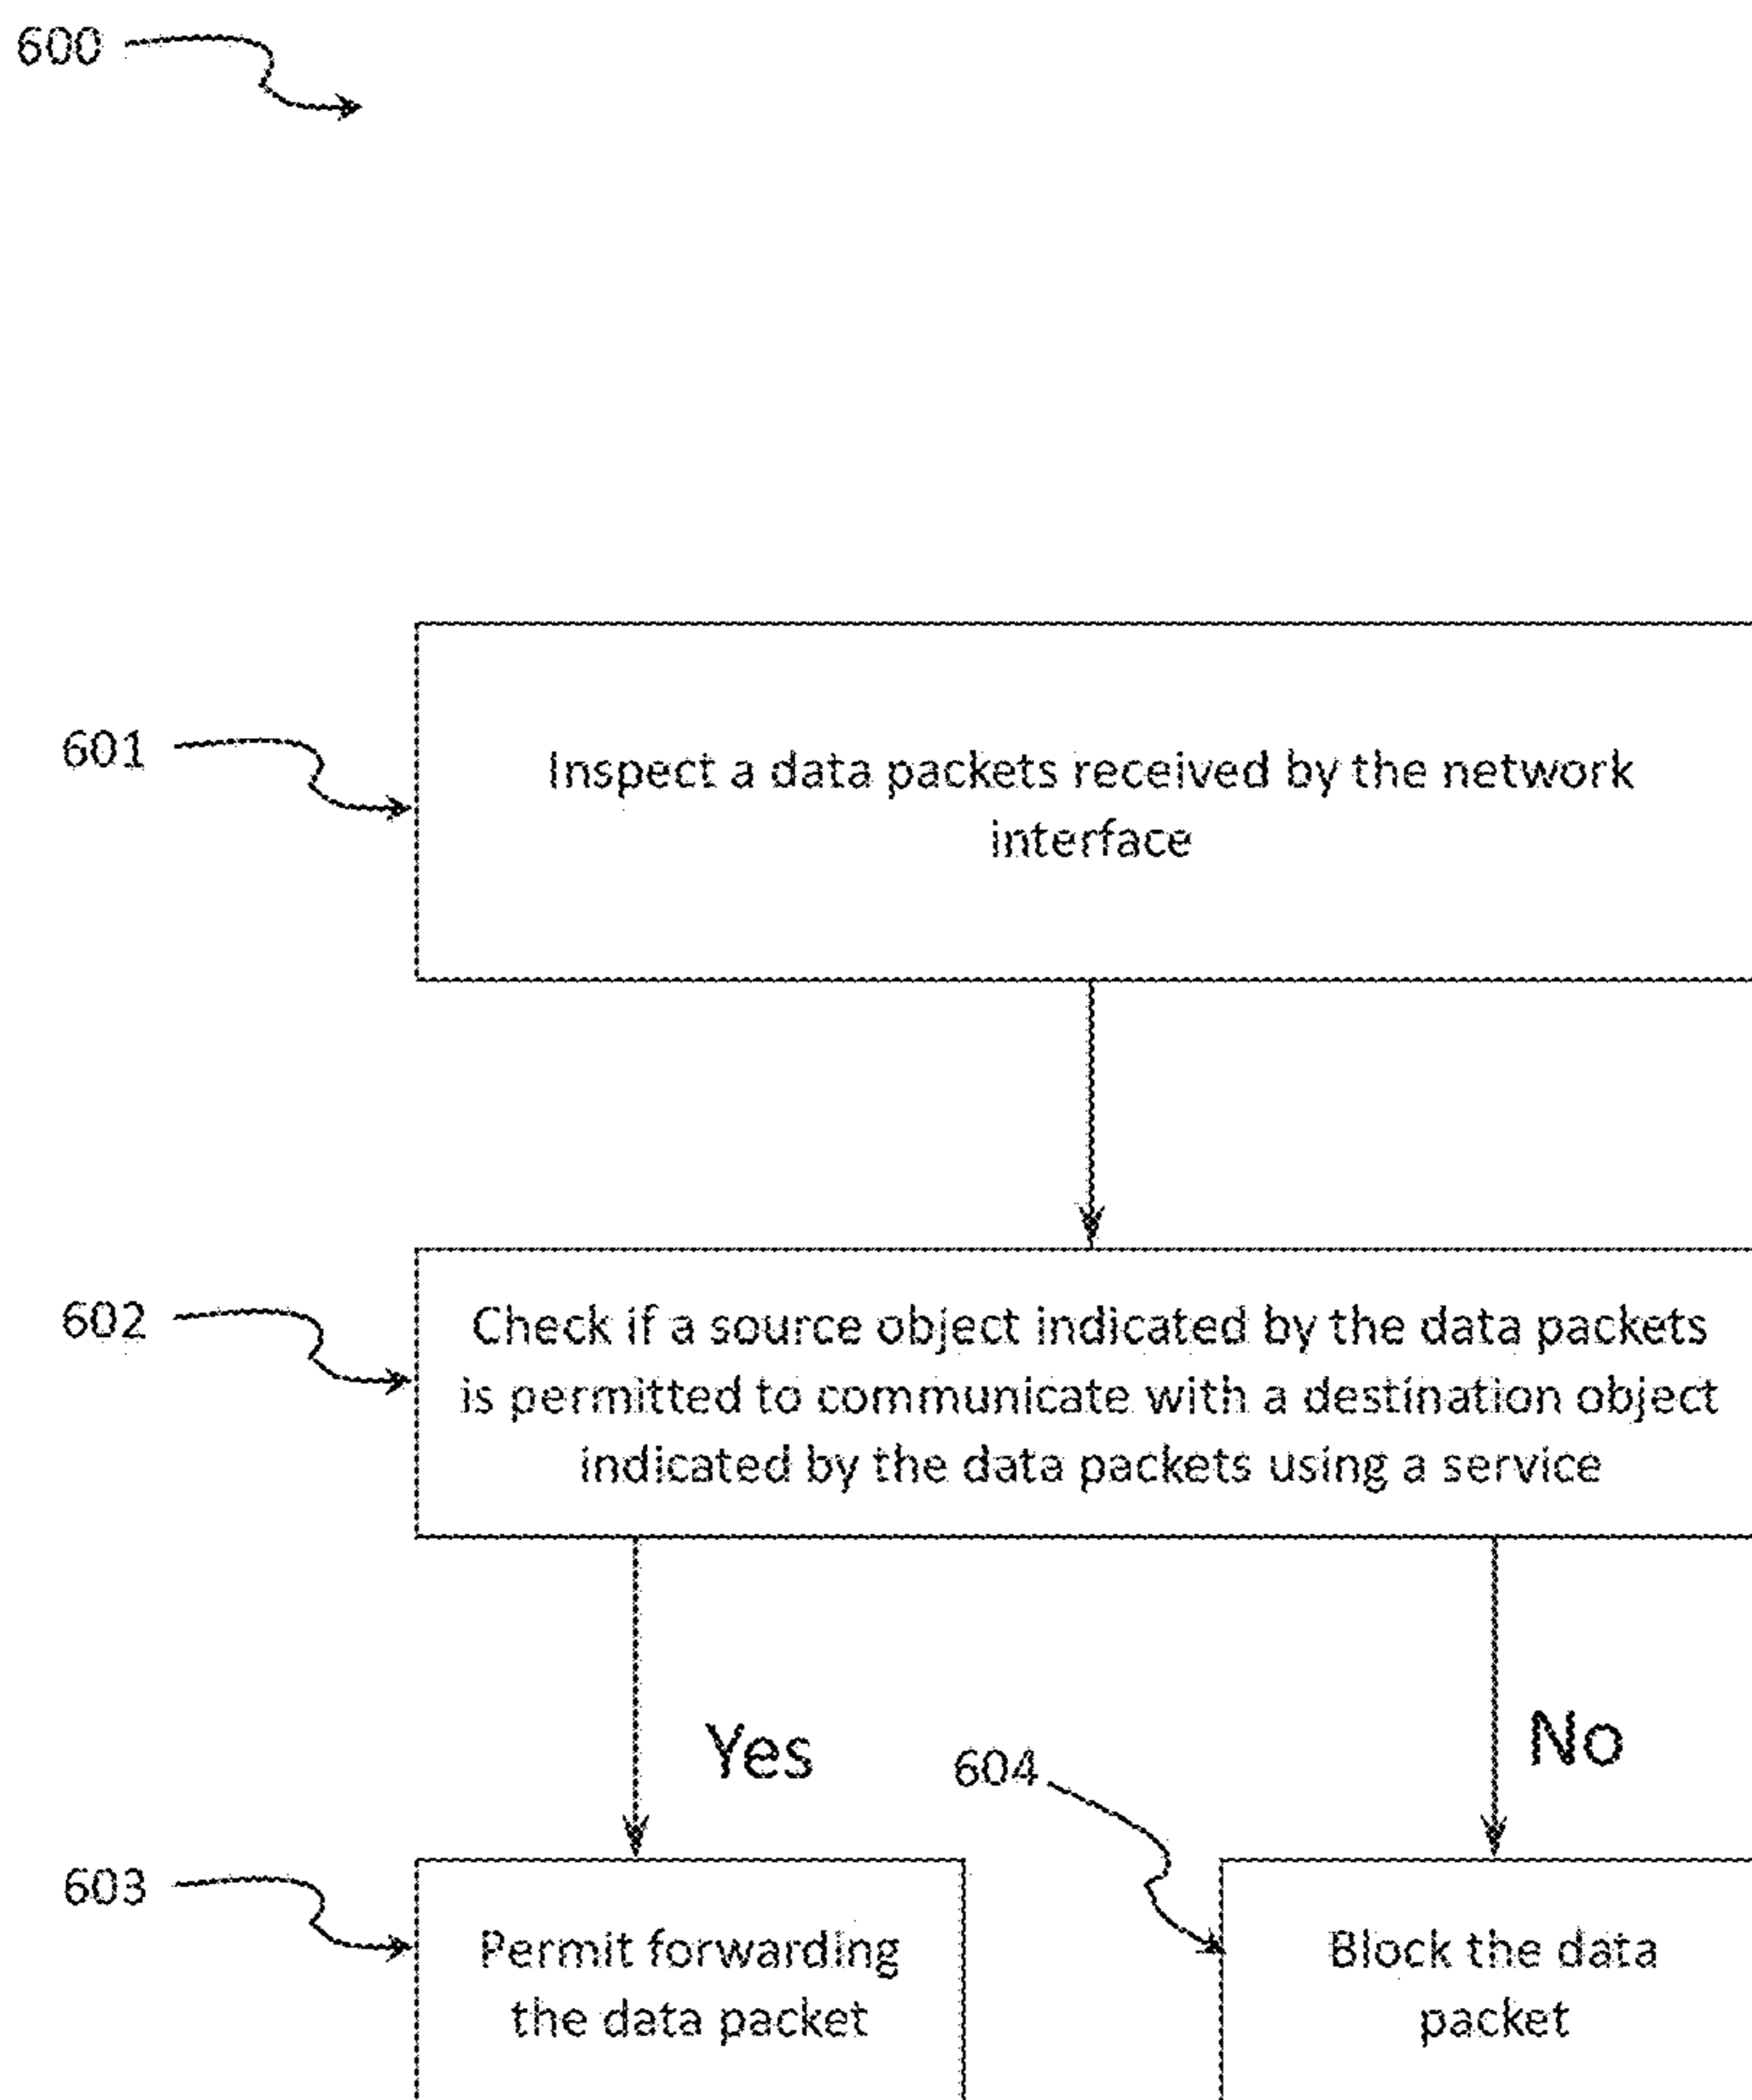 600
601
Inspect a data packets received by the network
interface
602
Check if a source object indicated by the data packets
is permitted to communicate with a destination object
indicated by the data packets using a service
Yes
No
604
603
Permit forwarding
the data packet
Block the data
packet